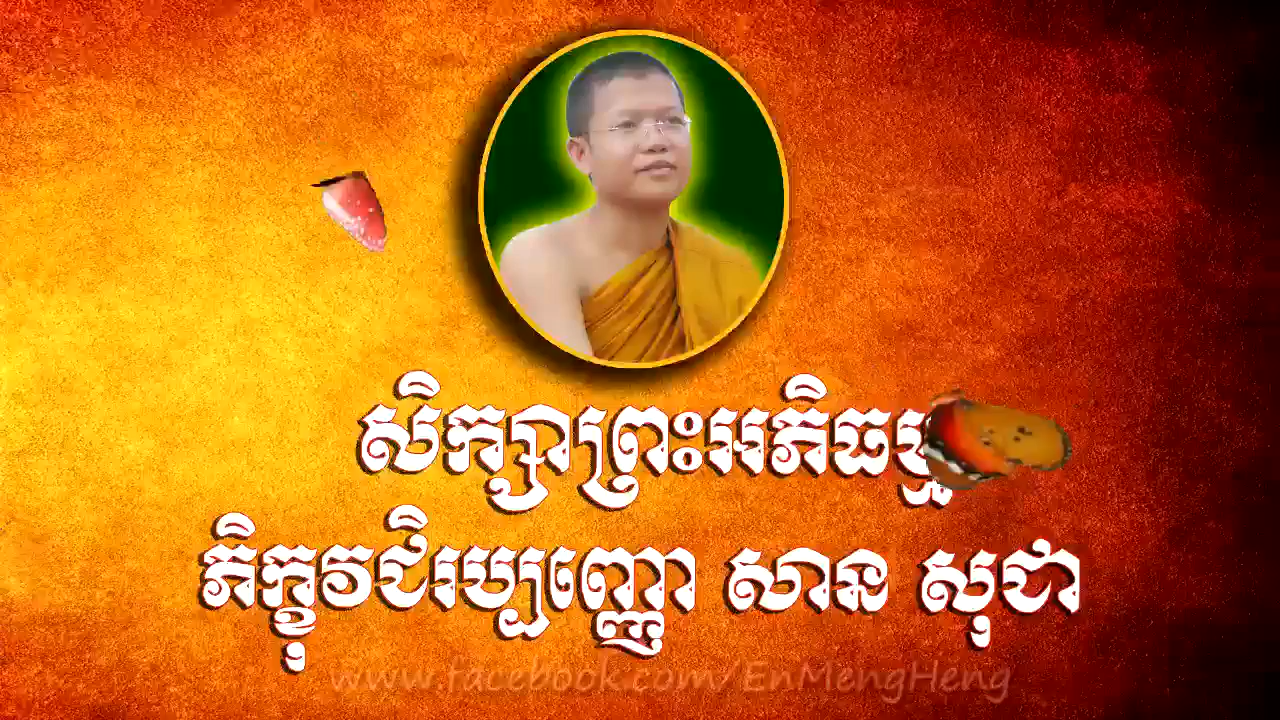 សិក្សាព្រះអភិធម្ម
ភិក្ខុវជិរប្បញ្ញោ សាន សុជា
www.facebook.com/EnMengHeng